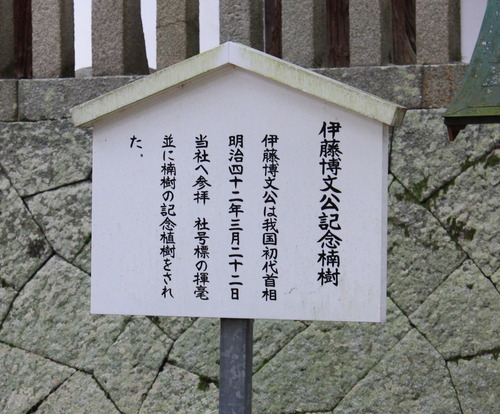 伊藤博文公記念楠樹
伊藤博文公は我国初代首相
明治四十二年三月二十二日
当社へ参拝　社号標の揮毫
並に楠樹の記念植樹をされ
た。